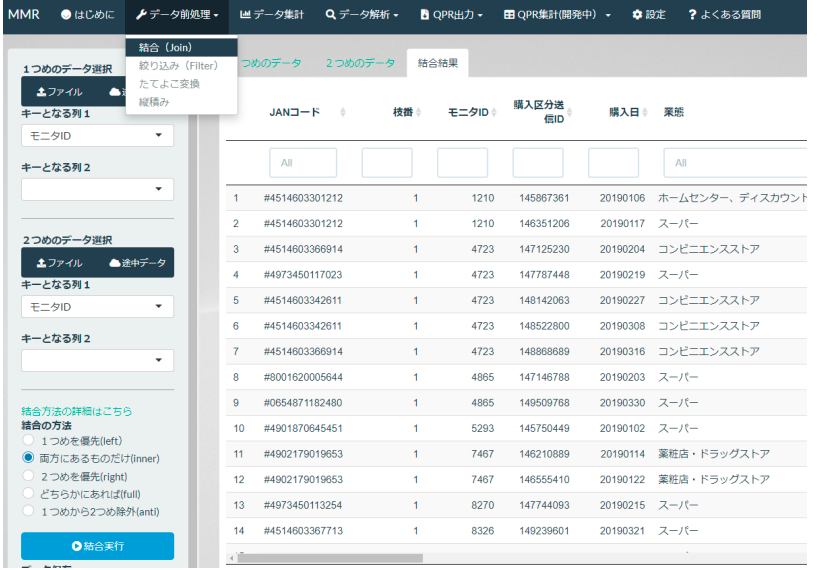 MMR はじめに データ前処理 データ集計 データ解析 QPR出力 QPR集計(開発中) 設定 よくある質問
結合（Join）
絞り込み（Filter）
たてよこ変換
縦積み
1つめのデータ選択
ファイル
キーとなる列1
モニタID
キーとなる列2
2つめのデータ選択
ファイル 途中データ
キーとなる列1
モニタID
キーとなる列2
結合方法の詳細はこちら
結合の方法
1つめを優先(left)
両方にあるものだけ(inner)
2つめを優先(right)
どちらかにあれば(full)
1つめから2つめ除外(anti)
結合実行
つめのデータ 2つめのデータ 結合結果
JANコード 枝番 モニタID 購入区分送信ID 購入日 業態
All All
1 #4514603301212 1 1210 145867361 20190106 ホームセンター、ディスカウント
2 #4514603301212 1 1210 146351206 20190117 スーパー
3 #4514603366914 1 4723 147125230 20190204 コンビニエンスストア
4 #4973450117023 1 4723 147787448 20190219 スーパー
5 #4514603342611 1 4723 148142063 20190227 コンビニエンスストア
6 #4514603342611 1 4723 148522800 20190308 コンビニエンスストア
7 #4514603366914 1 4723 148868689 20190316 コンビニエンスストア
8 #8001620005644 1 4865 147146788 20190203 スーパー
9 #0654871182480 1 4865 149509768 20190330 スーパー
10 #4901870645451 1 5293 145750449 20190102 スーパー
11 #4902179019653 1 7467 146210889 20190114 薬粧店・ドラッグストア
12 #4902179019653 1 7467 146555410 20190122 薬粧店・ドラッグストア
13 #4973450113254 1 8270 147744093 20190215 スーパー
14 #4514603367713 1 8326 149239601 20190321 スーパー